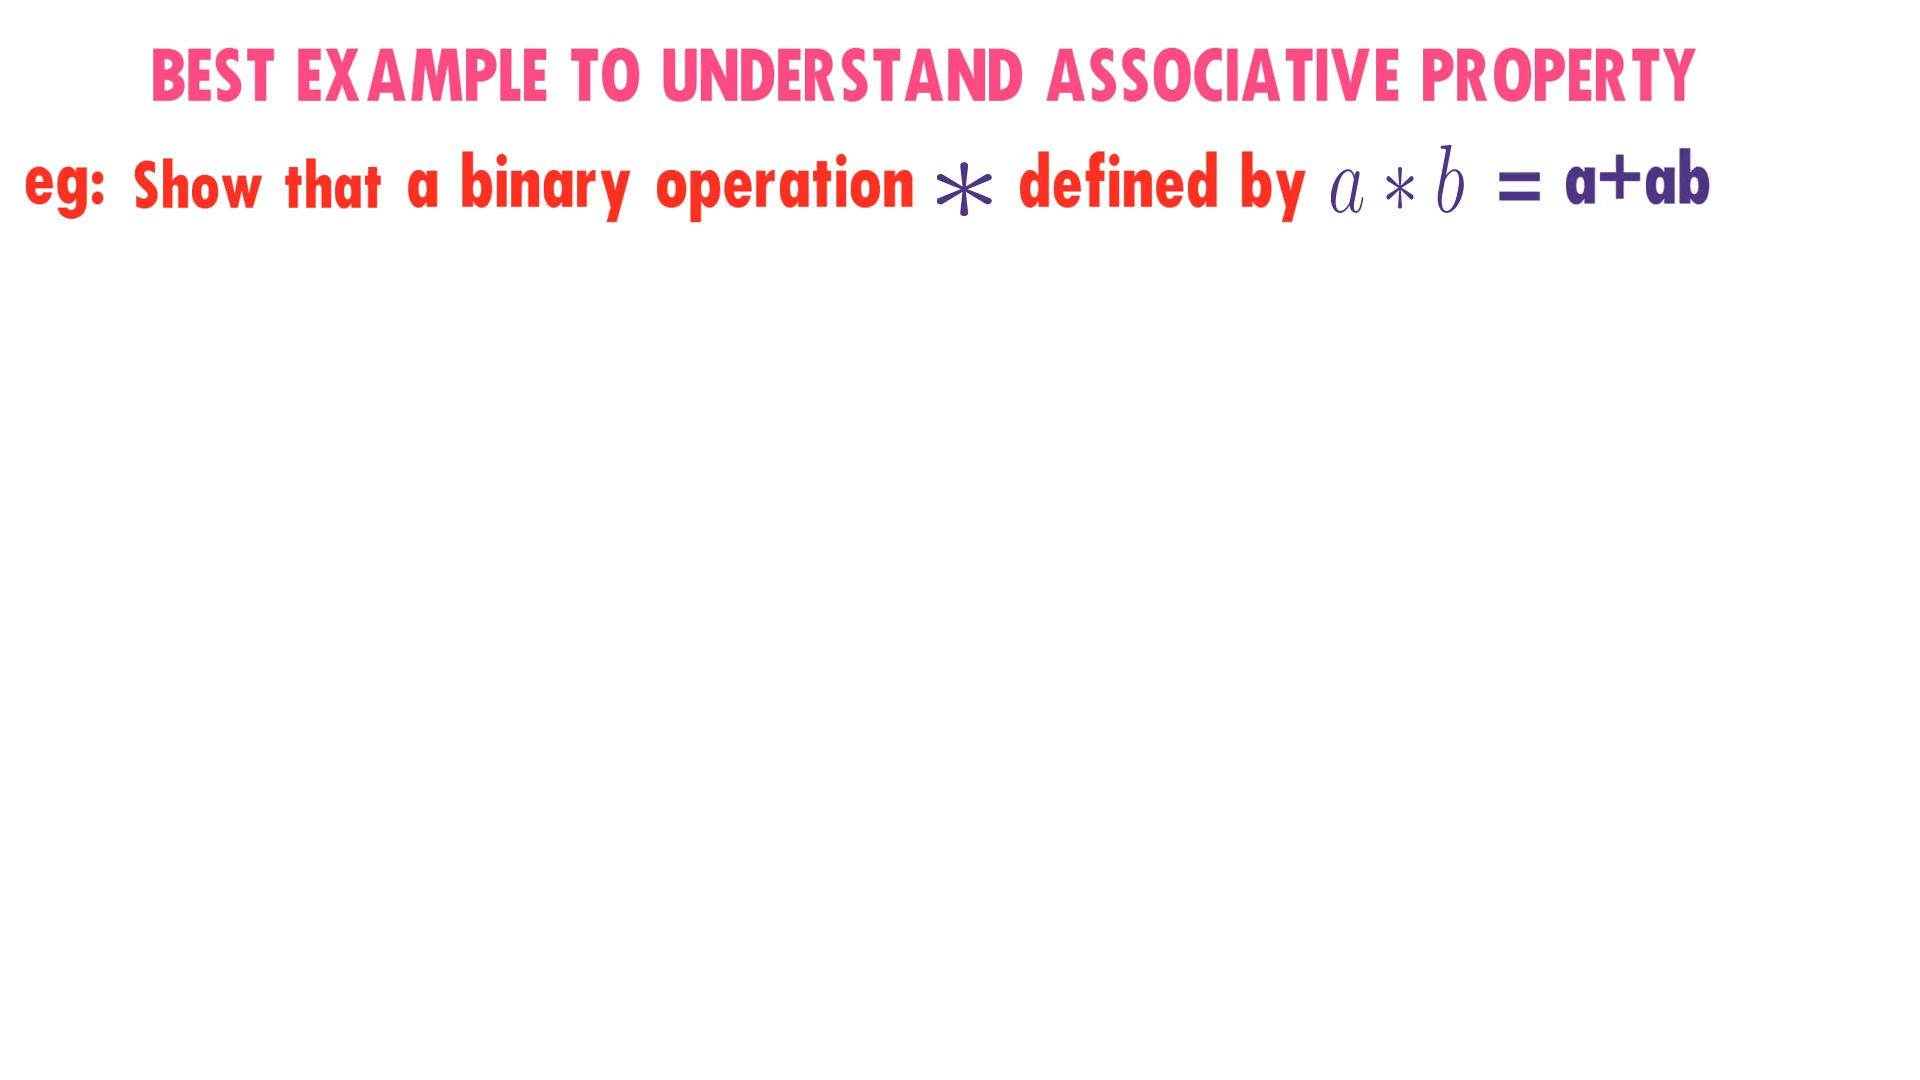 BEST EXAMPLE TO UNDERSTAND ASSOCIATIVE PROPERTY
eg: Show that a binary operation * defined by a * b = a+ab